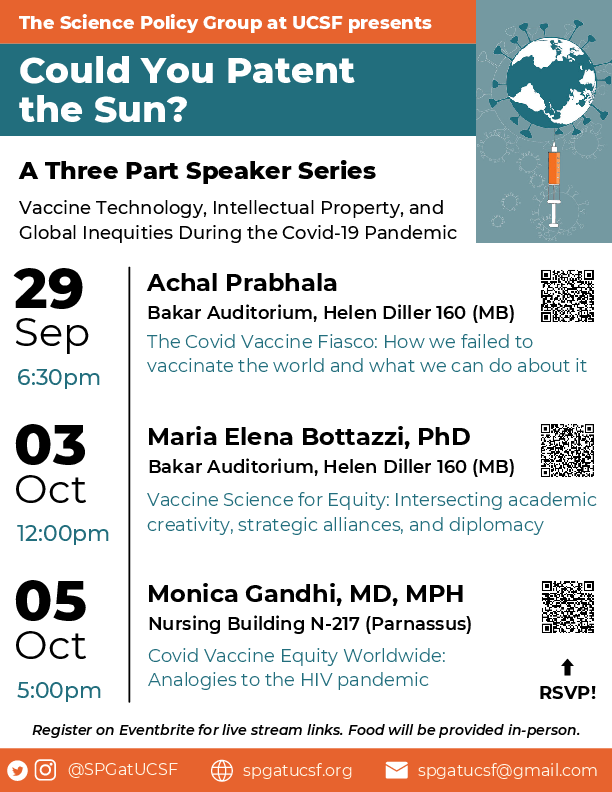 The Science Policy Group at UCSF presents
Could You Patent
the Sun?
A Three Part Speaker Series
Vaccine Technology, Intellectual Property, and
Global Inequities During the Covid-19 Pandemic
29
Sep
6:30pm
Achal Prabhala
Bakar Auditorium, Helen Diller 160 (MB)
The Covid Vaccine Fiasco: How we failed to
vaccinate the world and what we can do about it
03
Oct
12:00pm
Maria Elena Bottazzi, PhD
Bakar Auditorium, Helen Diller 160 (MB)
Vaccine Science for Equity: Intersecting academic
creativity, strategic alliances, and diplomacy
05
Oct
5:00pm
Monica Gandhi, MD, MPH
Nursing Building N-217 (Parnassus)
Covid Vaccine Equity Worldwide:
Analogies to the HIV pandemic
RSVP!
Register on Eventbrite for live stream links. Food will be provided in-person.
@SPGatUCSF
spgatucsf.org
spgatucsf@gmail.com